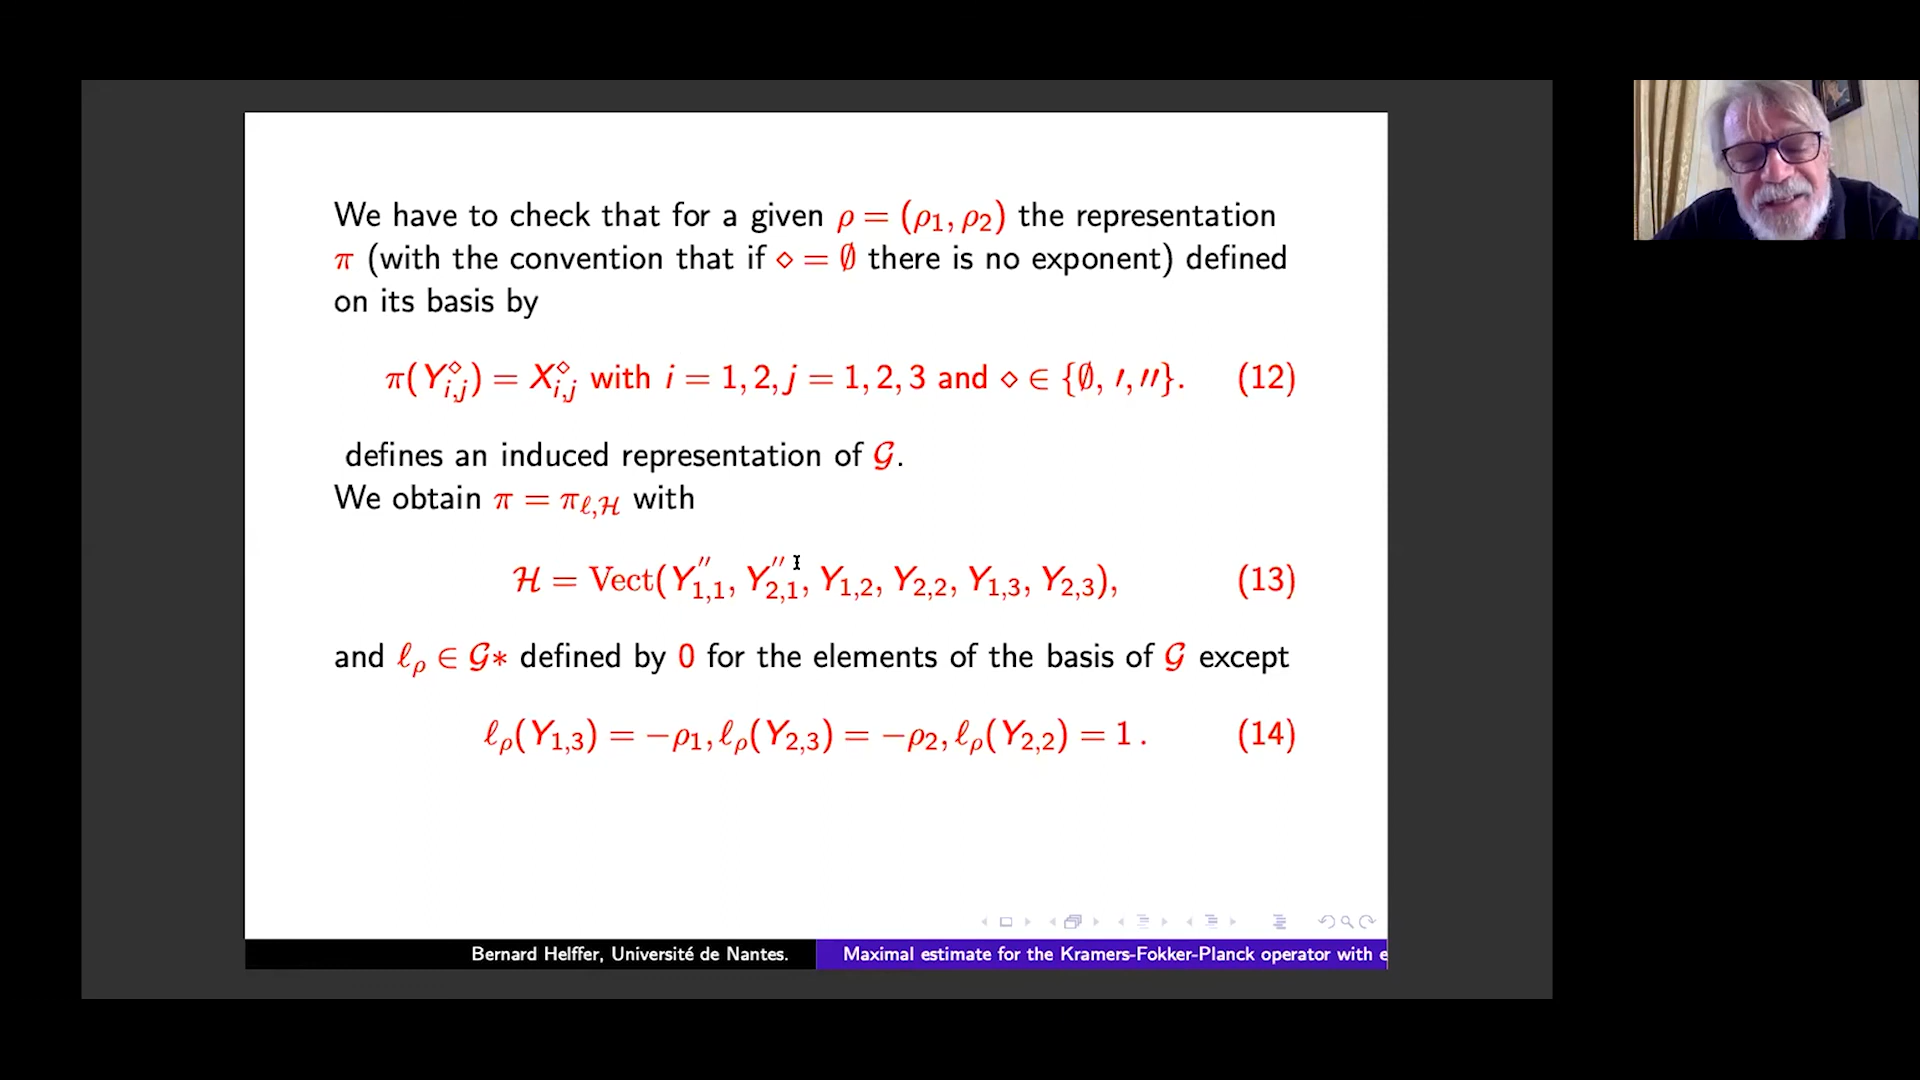 We have to check that for a given ρ = (ρ₁, ρ₂) the representation
π (with the convention that if ⋄ = ∅ there is no exponent) defined
on its basis by
π(Y⋄i,j) = X⋄i,j with i = 1, 2, j = 1, 2, 3 and ⋄ ∈ {∅, ′, ′′}. (12)
defines an induced representation of 𝒢.
We obtain π = πℓ,ℋ with
ℋ = Vect(Y′′1,1, Y′′2,1, Y1,2, Y2,2, Y1,3, Y2,3), (13)
and ℓρ ∈ 𝒢∗ defined by 0 for the elements of the basis of 𝒢 except
ℓρ(Y1,3) = −ρ₁, ℓρ(Y2,3) = −ρ₂, ℓρ(Y2,2) = 1 . (14)
Bernard Helffer, Université de Nantes. Maximal estimate for the Kramers-Fokker-Planck operator with e